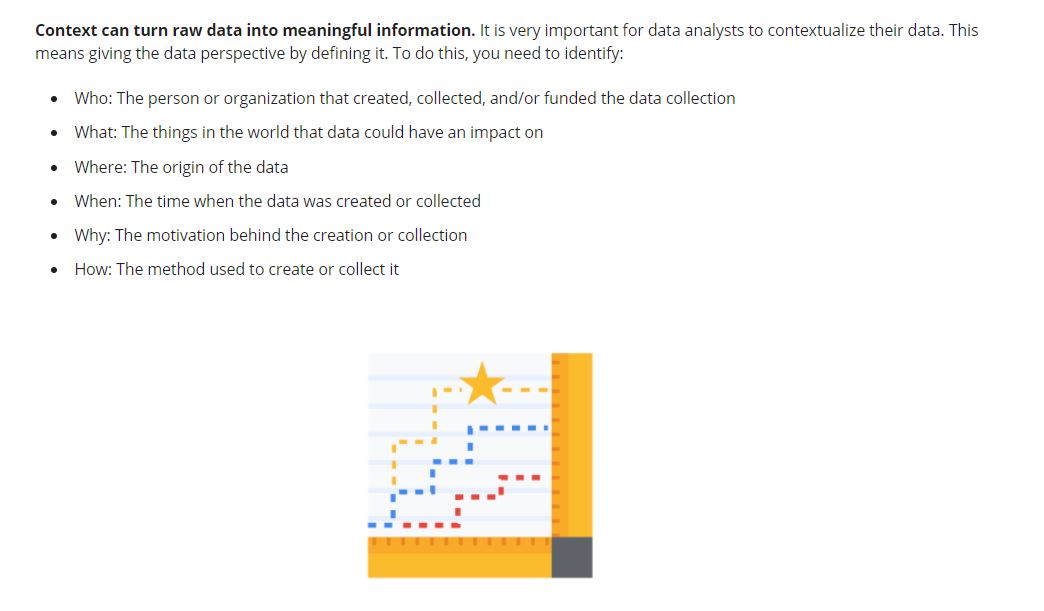 Context can turn raw data into meaningful information. It is very important for data analysts to contextualize their data. This
means giving the data perspective by defining it. To do this, you need to identify:
• Who: The person or organization that created, collected, and/or funded the data collection
• What: The things in the world that data could have an impact on
• Where: The origin of the data
• When: The time when the data was created or collected
• Why: The motivation behind the creation or collection
• How: The method used to create or collect it